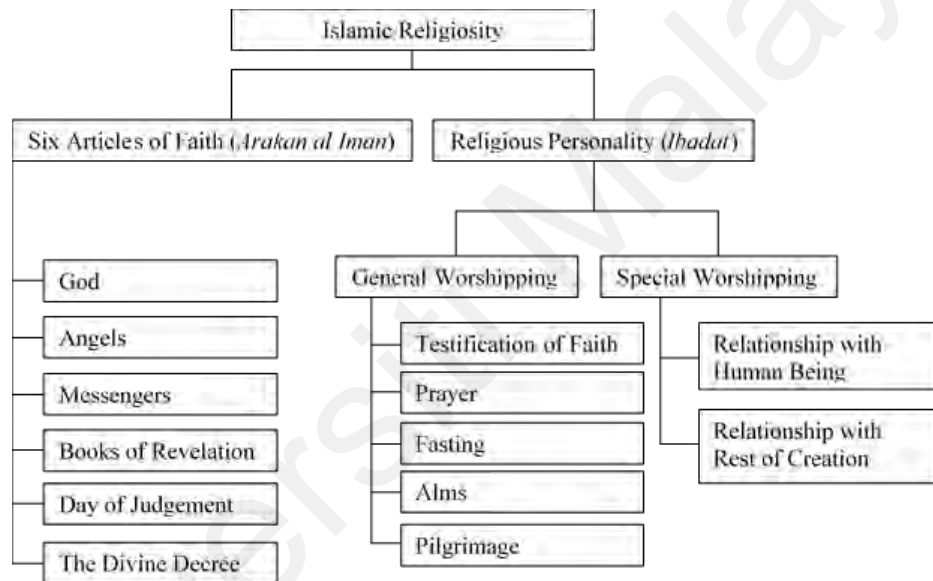 Islamic Religiosity
Six Articles of Faith (Arakan al Iman)
Religious Personality (Ibadat)
God
Angels
Messengers
Books of Revelation
Day of Judgement
The Divine Decree
General Worshipping
Testification of Faith
Prayer
Fasting
Alms
Pilgrimage
Special Worshipping
Relationship with
Human Being
Relationship with
Rest of Creation